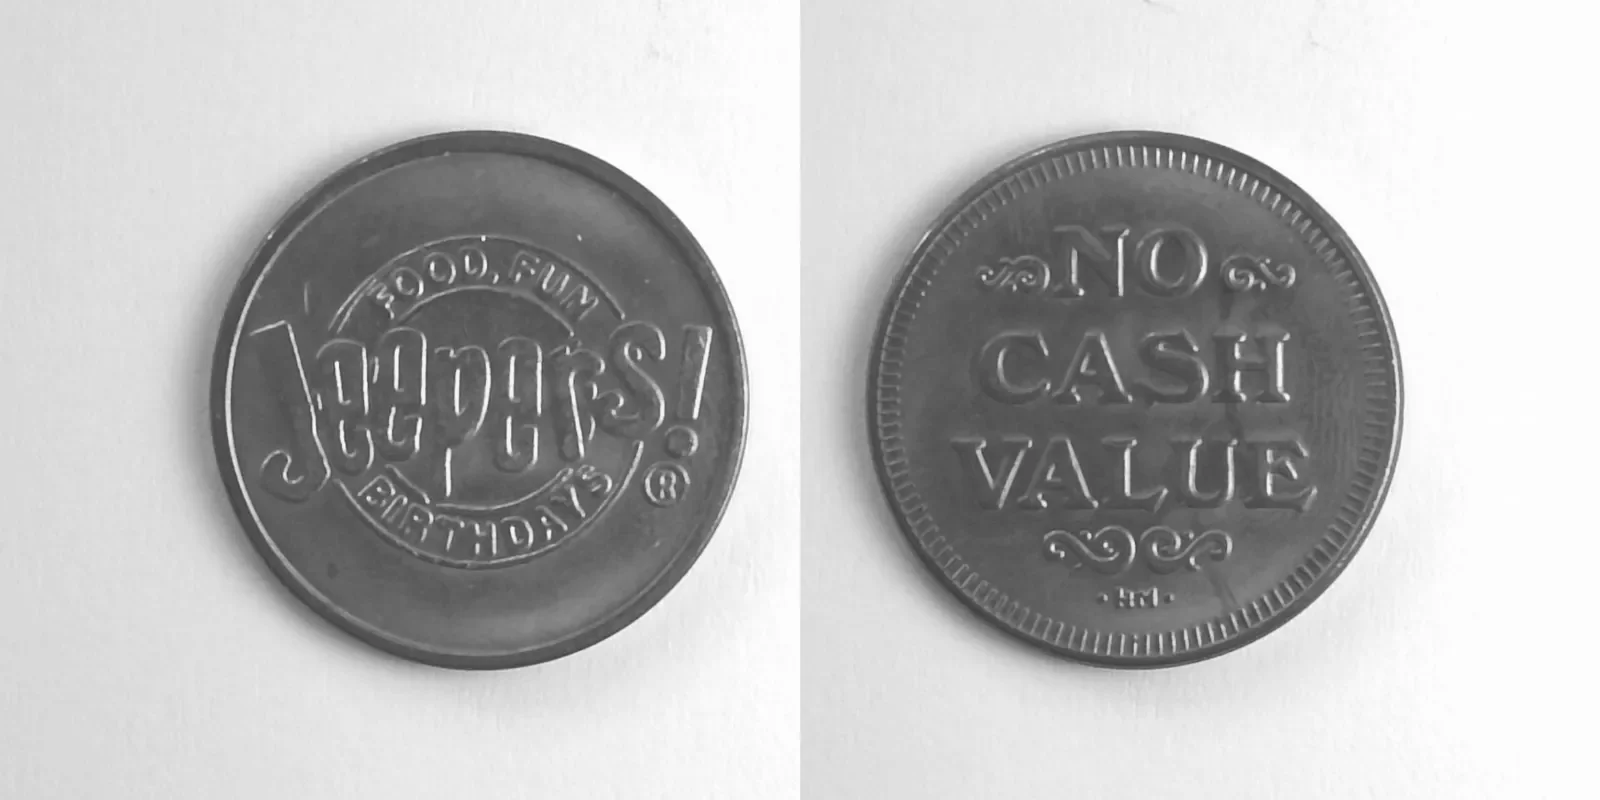 FOOD, FUN
Jeepers!®
BIRTHDAYS
NO
CASH
VALUE